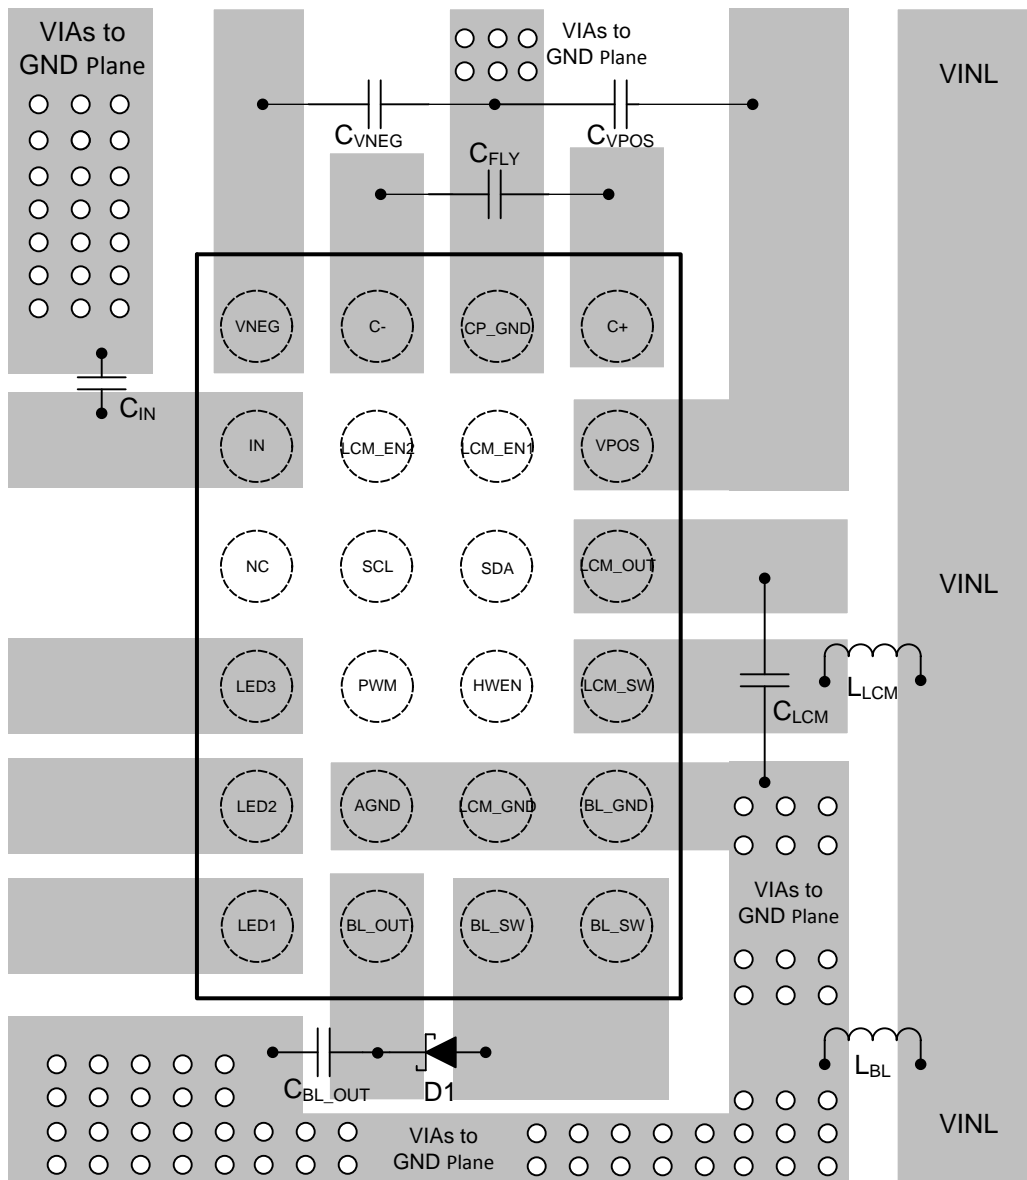 VIAs to
GND Plane
VIAs to
GND Plane
VINL
CVNEG
CVPOS
CFLY
VNEG
C-
CP_GND
C+
CIN
IN
LCM_EN2
LCM_EN1
VPOS
NC
SCL
SDA
LCM_OUT
VINL
LED3
PWM
HWEN
LCM_SW
LLCM
CLCM
LED2
AGND
LCM_GND
BL_GND
VIAs to
GND Plane
LED1
BL_OUT
BL_SW
BL_SW
CBL_OUT
D1
LBL
VIAs to
GND Plane
VINL